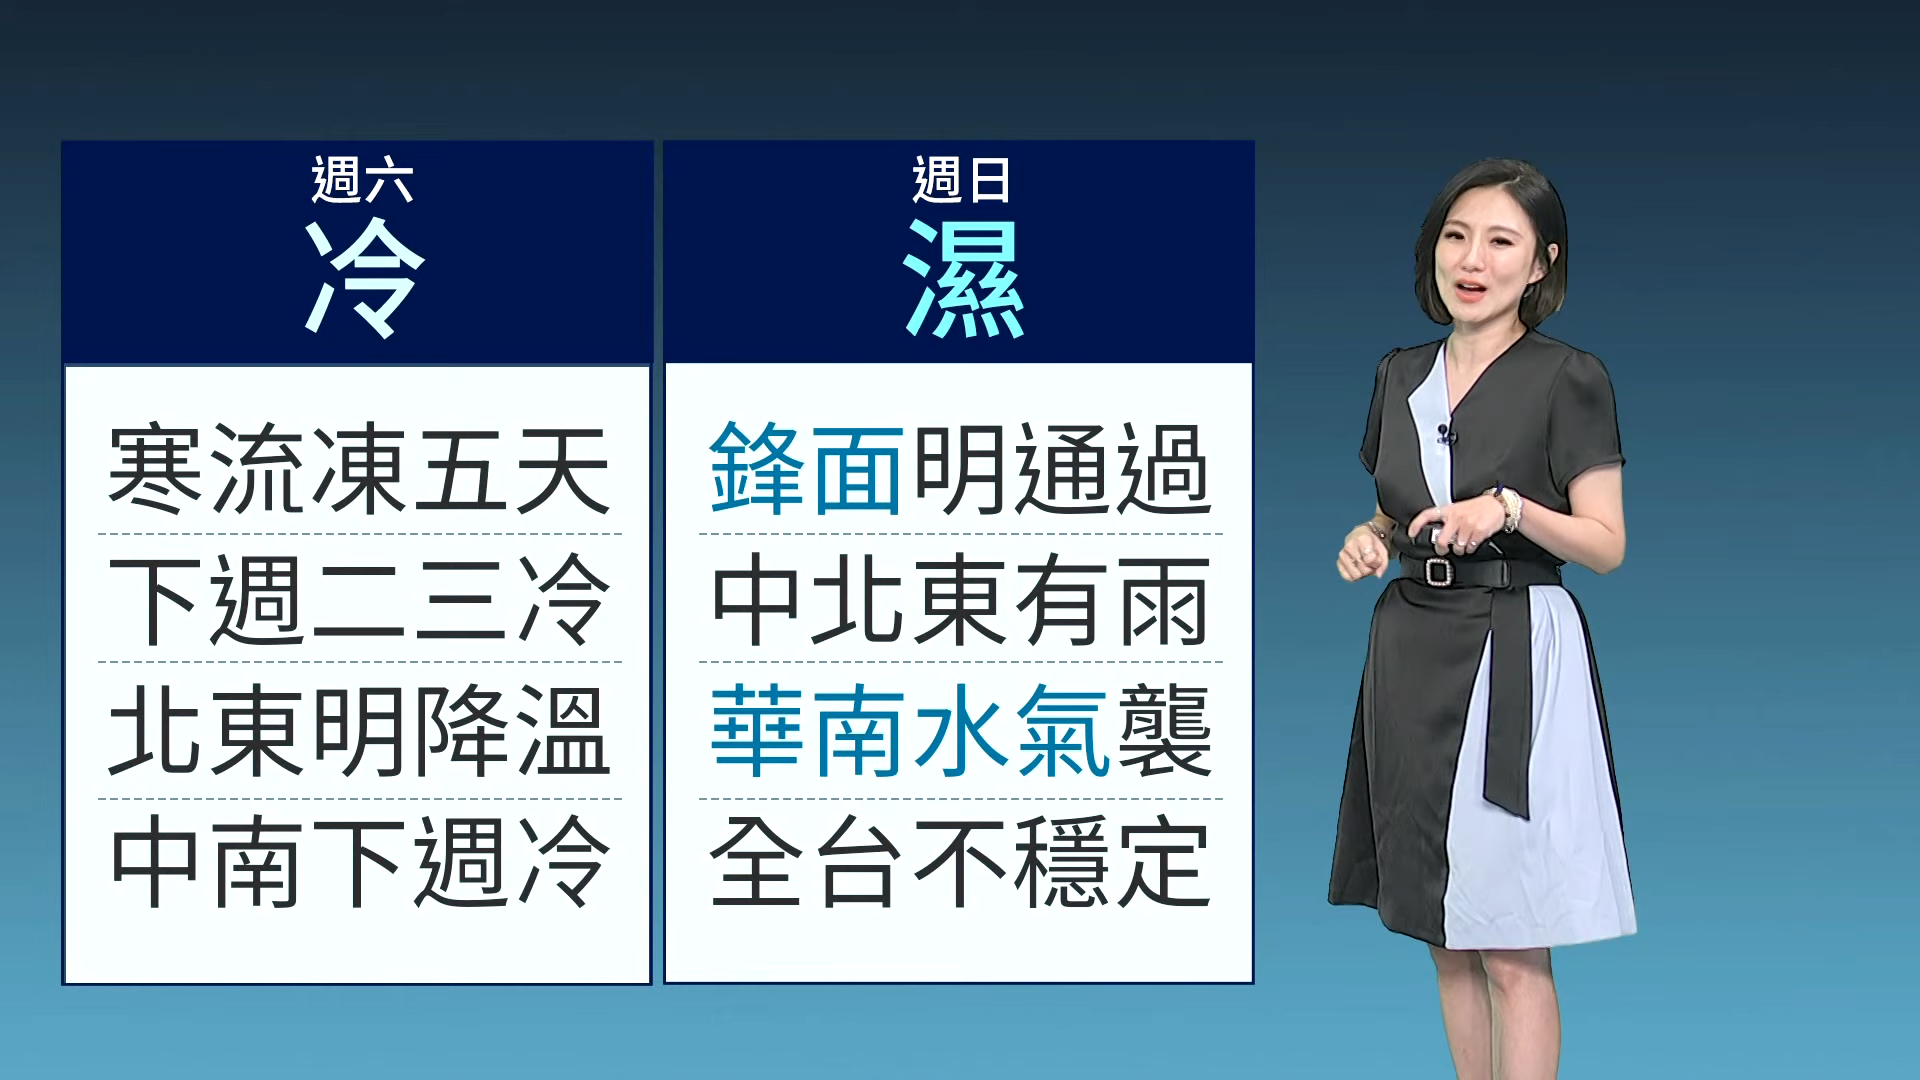 週六
冷
寒流凍五天
下週二三冷
北東明降溫
中南下週冷
週日
濕
鋒面明通過
中北東有雨
華南水氣襲
全台不穩定